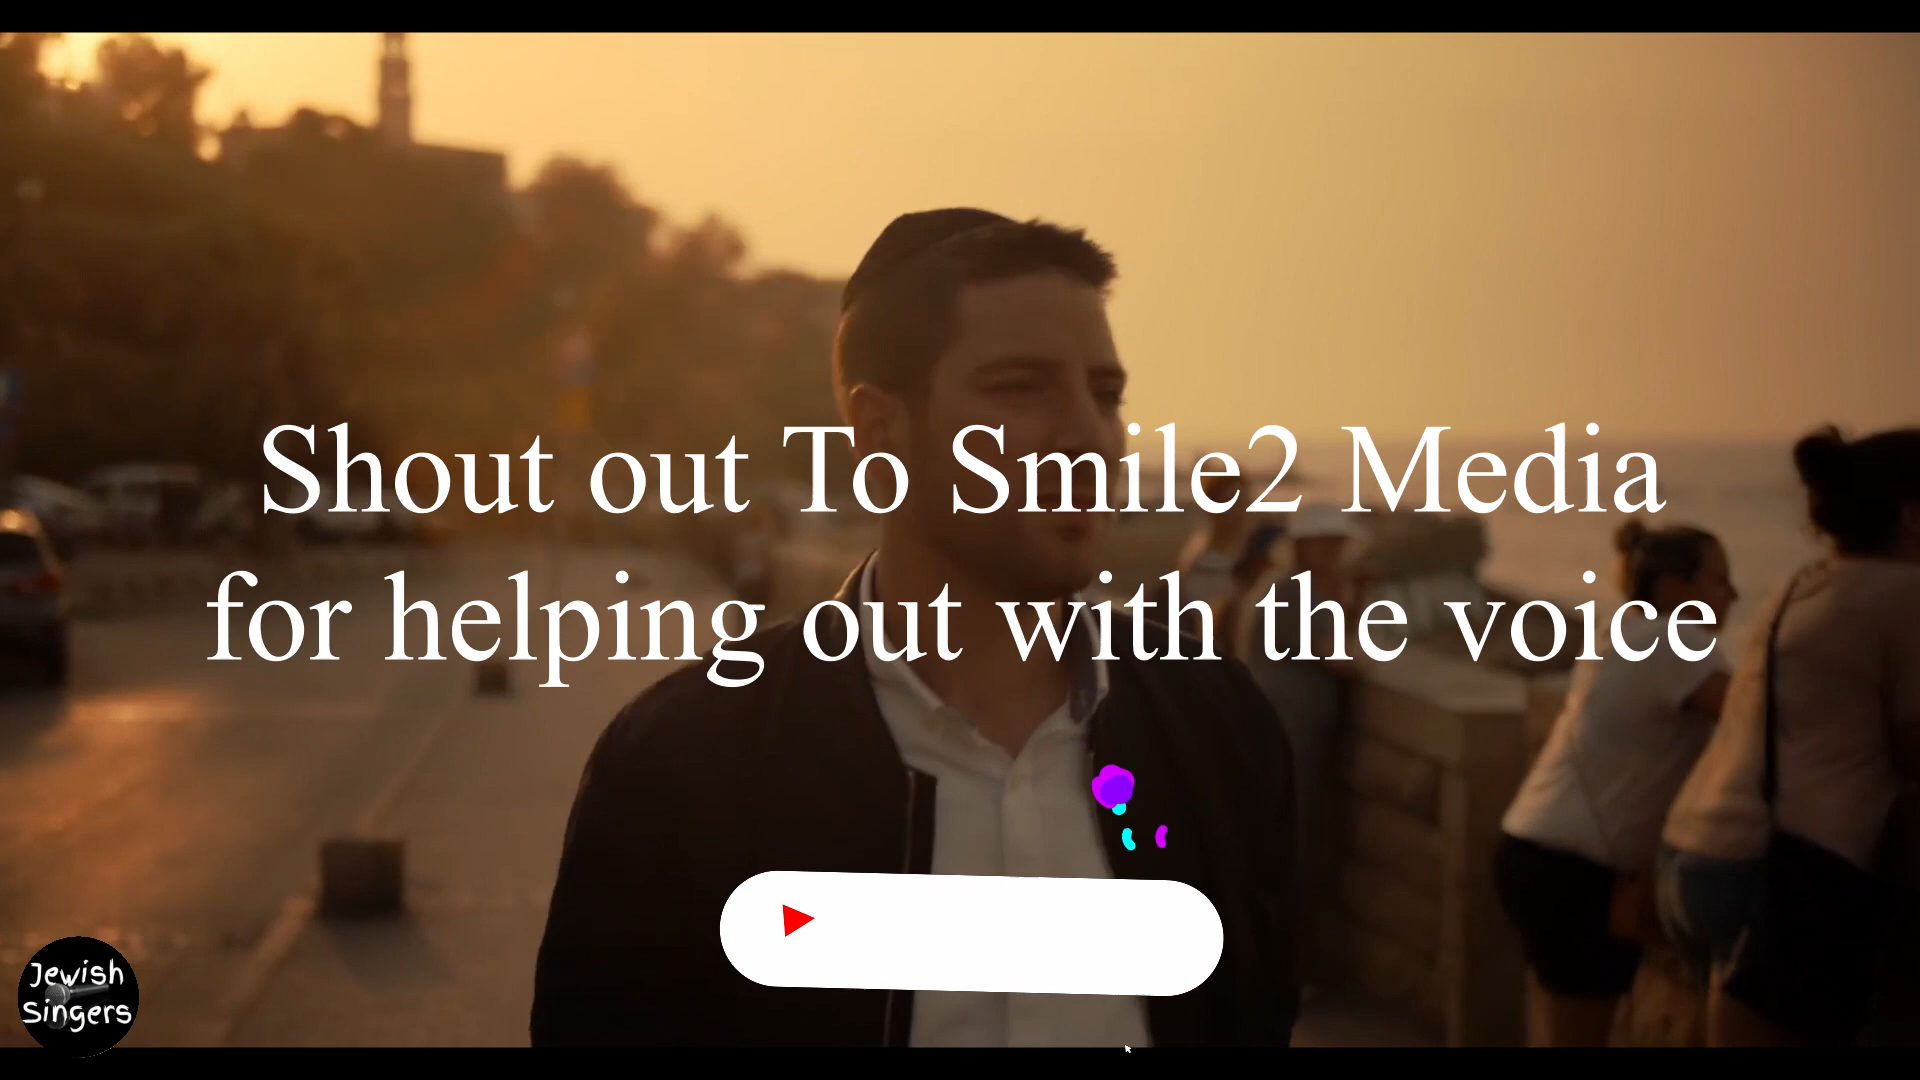 Shout out To Smile2 Media
for helping out with the voice
Jewish
Singers